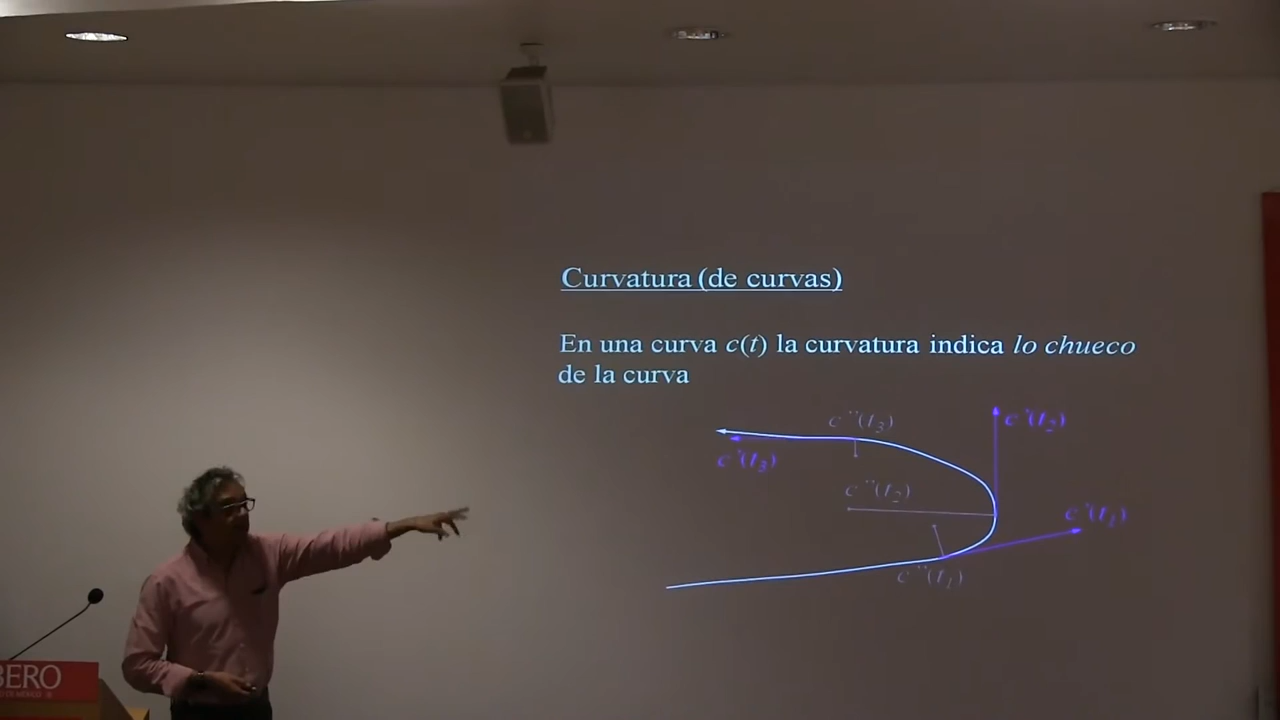 Curvatura (de curvas)
En una curva c(t) la curvatura indica lo chueco
de la curva
c''(t₃)
c'(t₂)
c'(t₃)
c''(t₂)
c'(t₁)
c''(t₁)
BERO